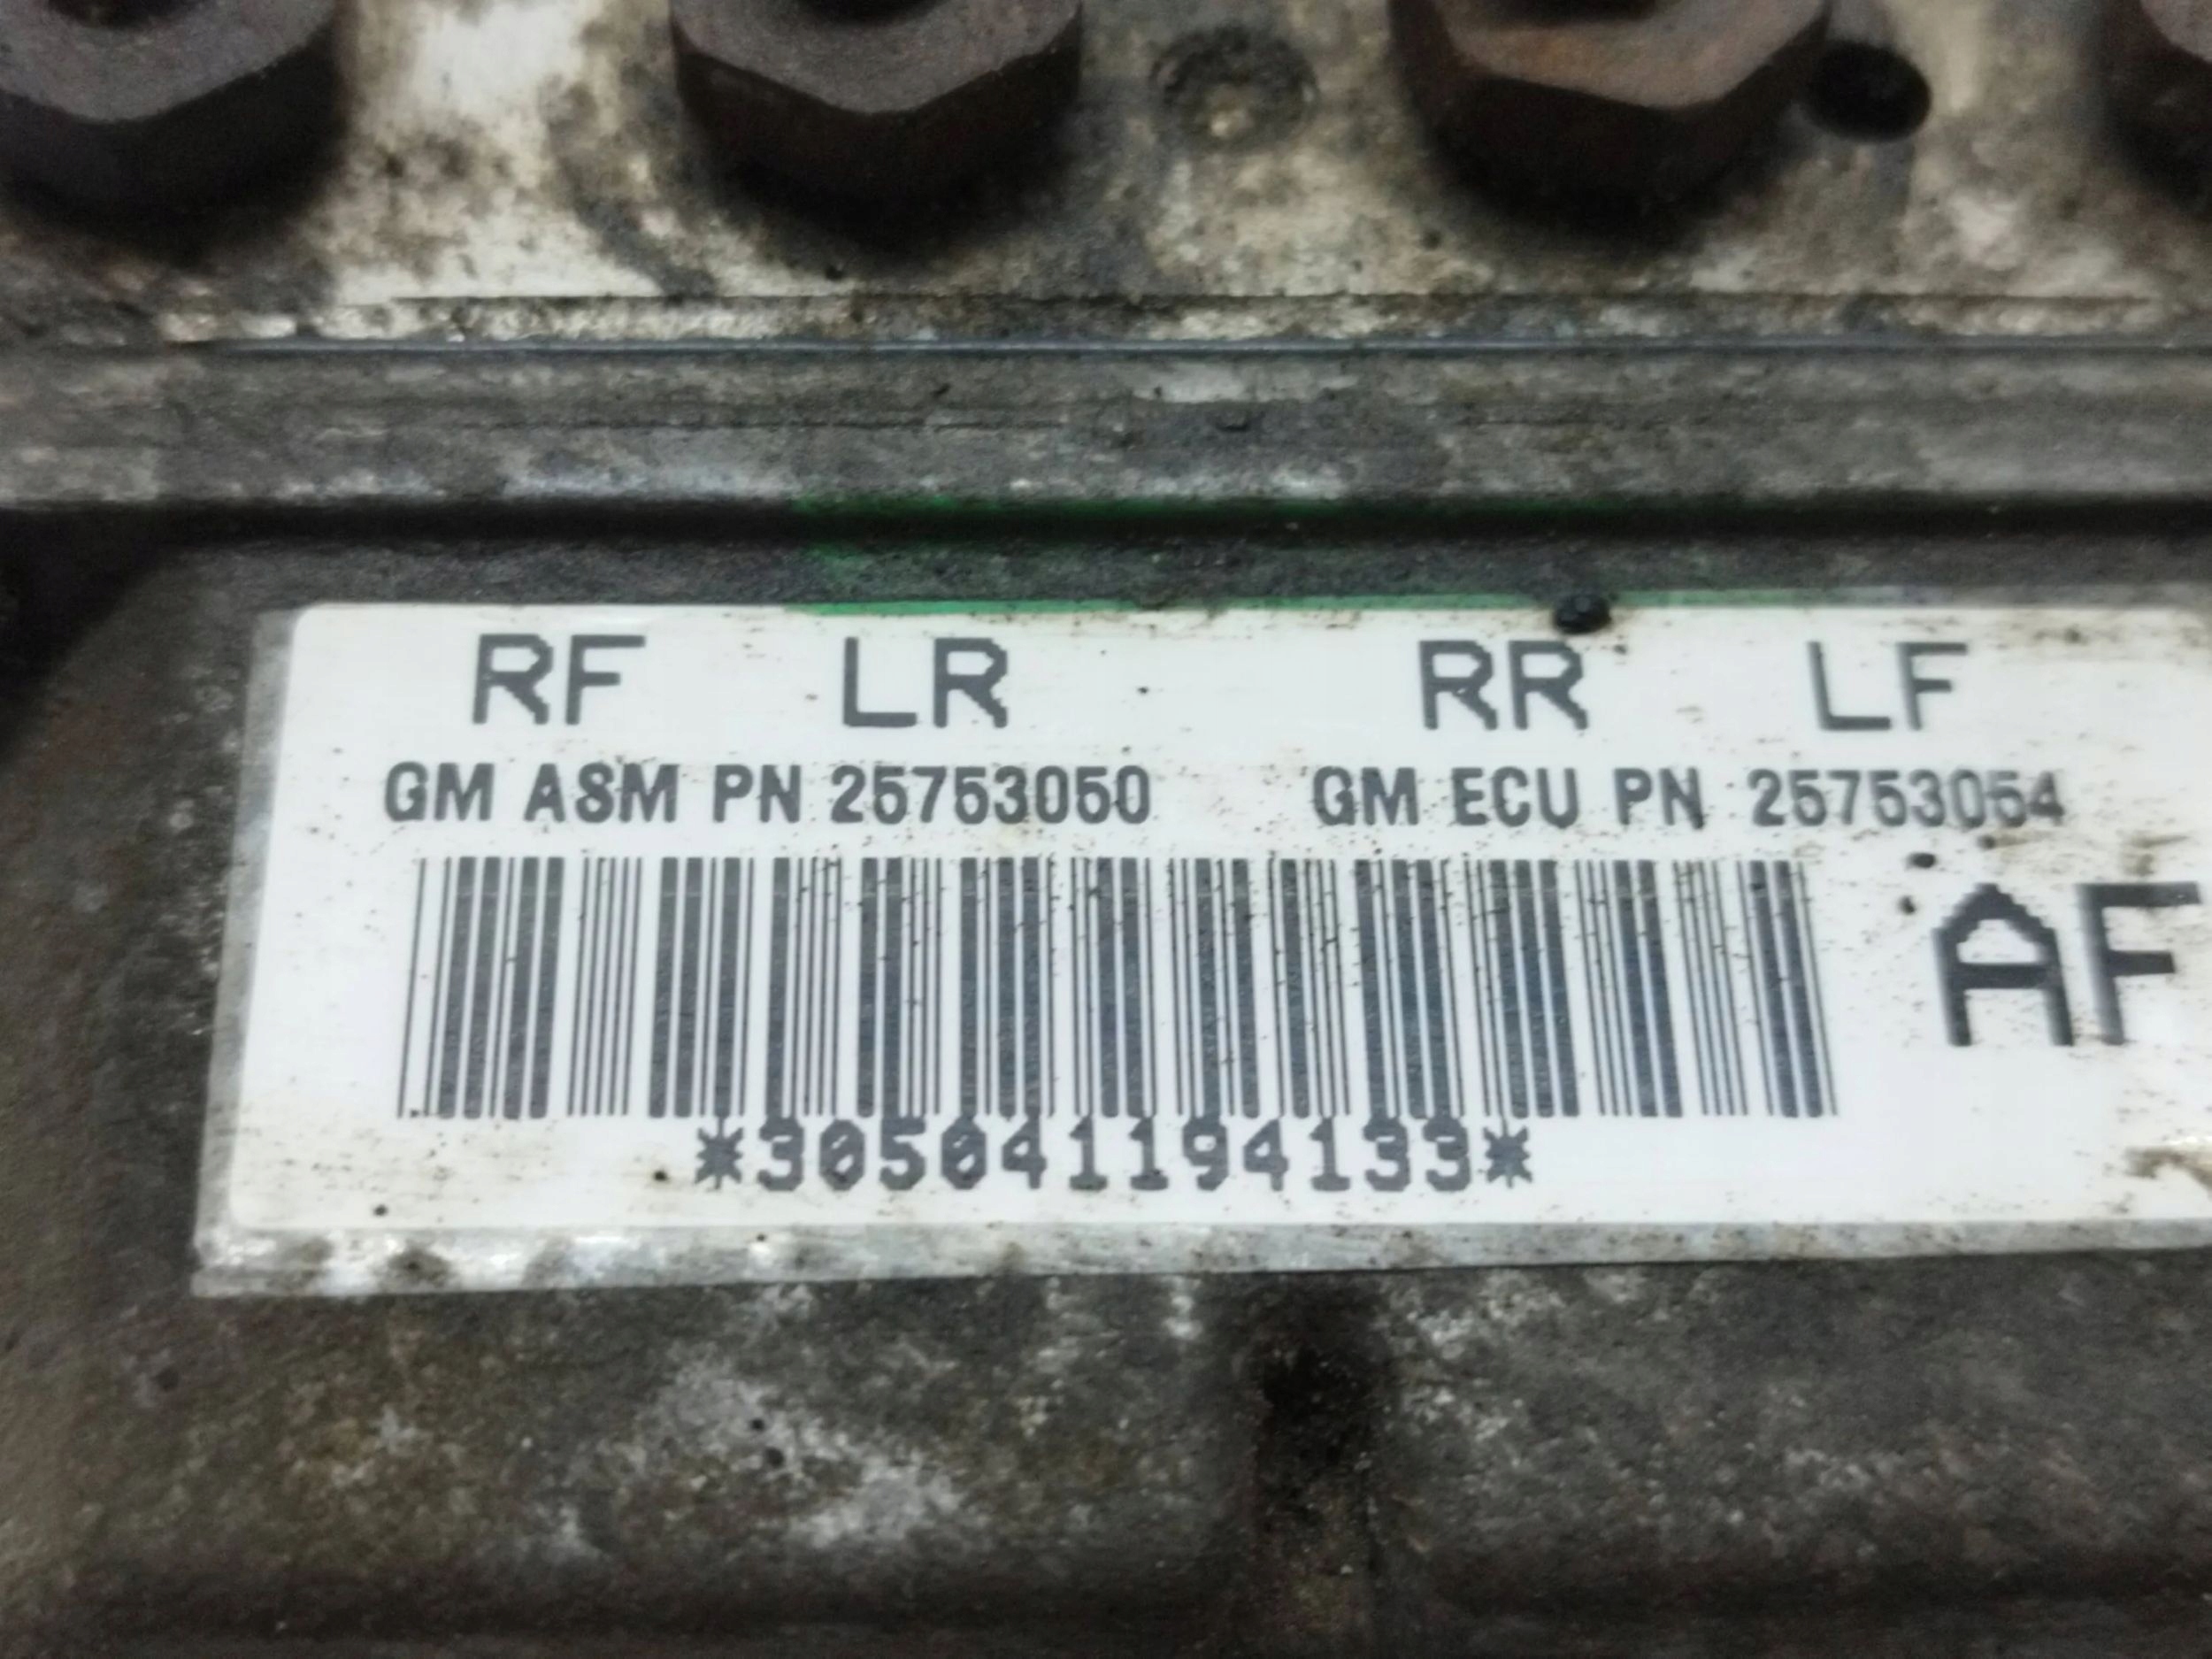 RF LR RR LF
GM ASM PN 25753050 GM ECU PN 25753054
AF
*305041194133*